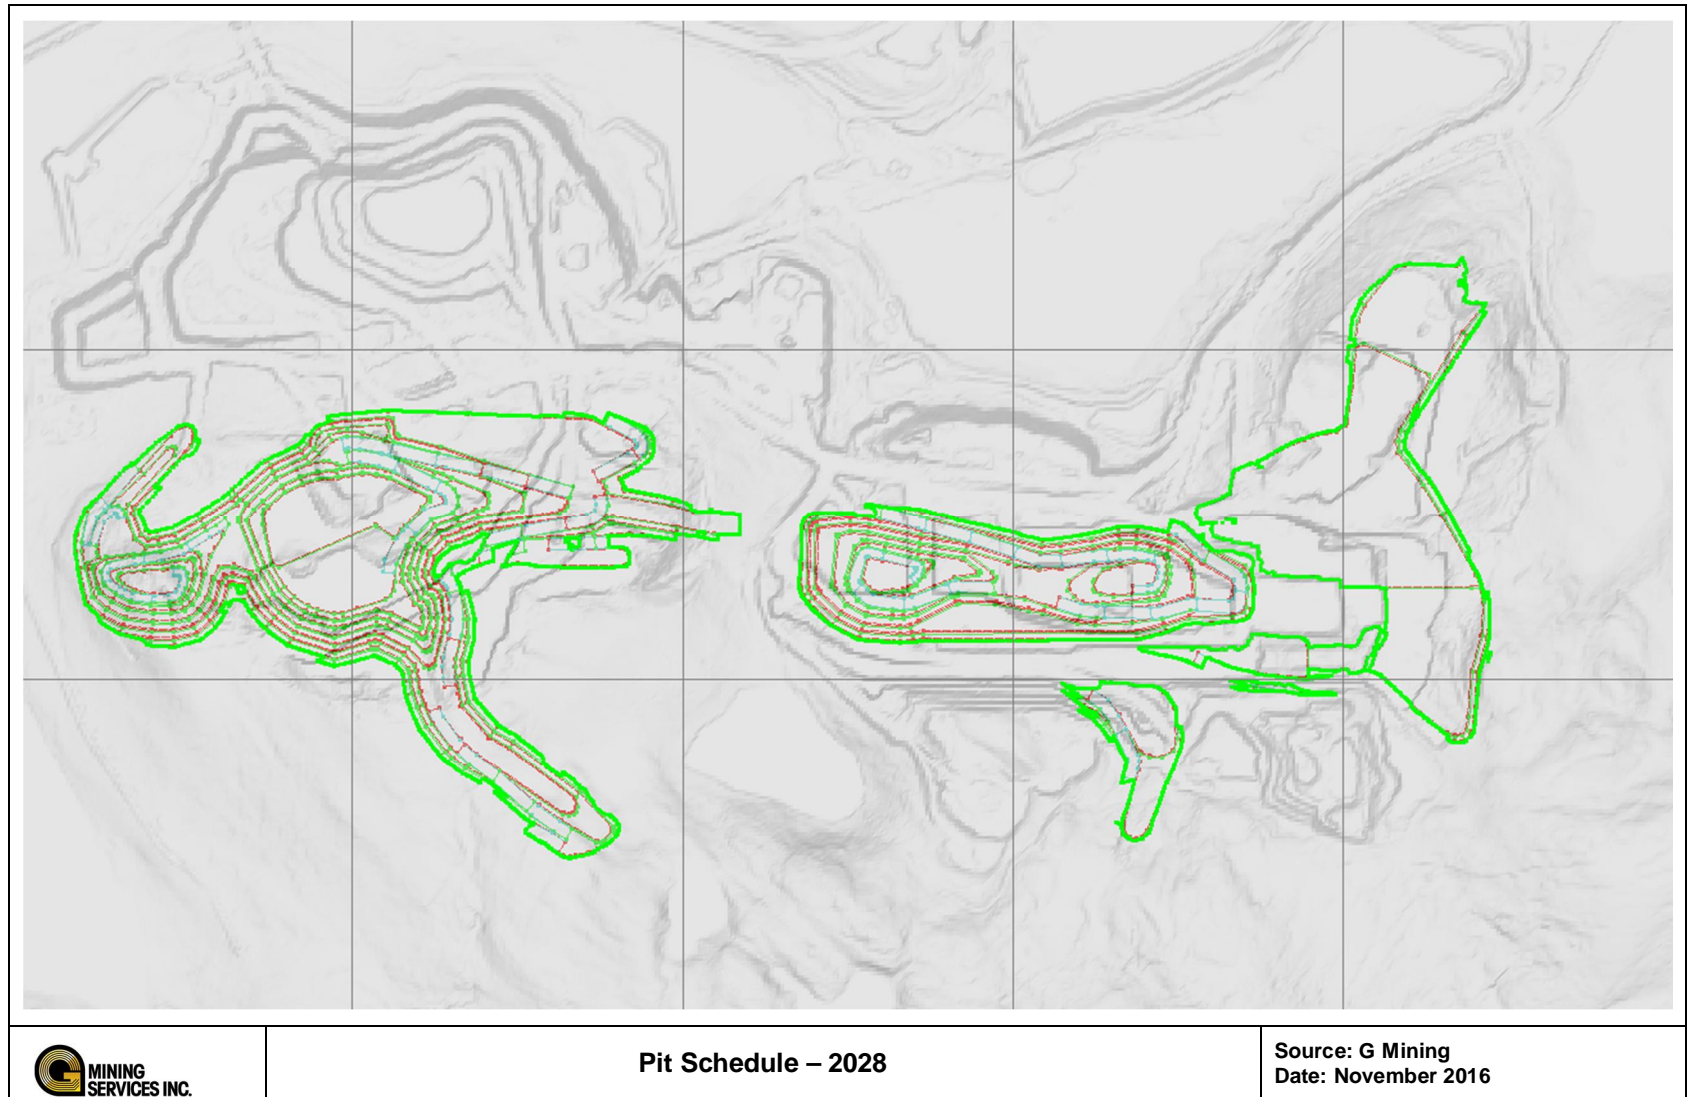 G
MINING
SERVICES INC.
Pit Schedule – 2028
Source: G Mining
Date: November 2016